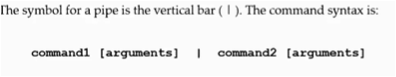 The symbol for a pipe is the vertical bar ( | ). The command syntax is:
command1 [arguments] | command2 [arguments]